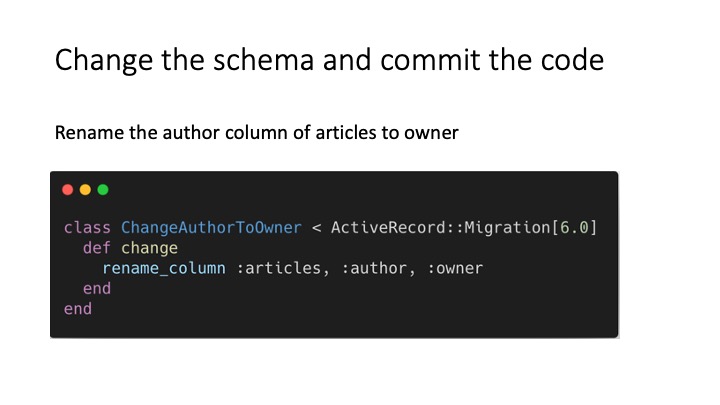 Change the schema and commit the code
Rename the author column of articles to owner
class ChangeAuthorToOwner < ActiveRecord::Migration[6.0]
  def change
    rename_column :articles, :author, :owner
  end
end